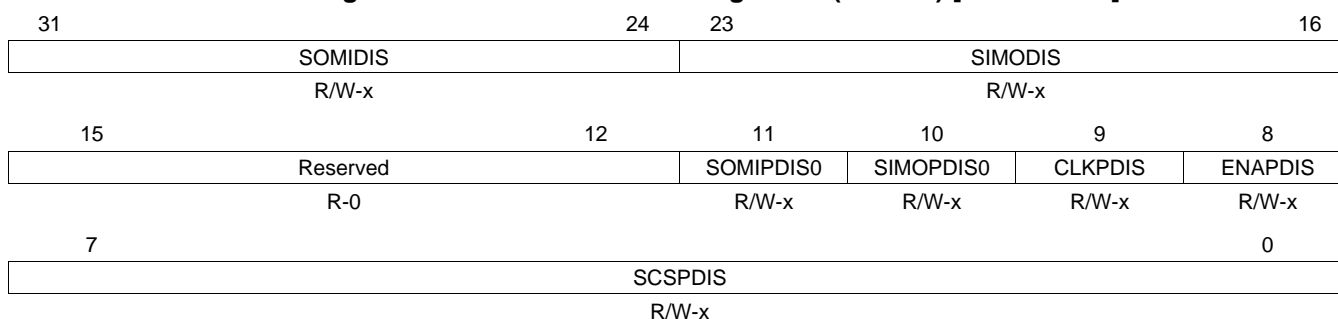 31 24 23 16
SOMIDIS SIMODIS
R/W-x R/W-x
15 12 11 10 9 8
Reserved SOMIPDIS0 SIMOPDIS0 CLKPDIS ENAPDIS
R-0 R/W-x R/W-x R/W-x R/W-x
7 0
SCSPDIS
R/W-x